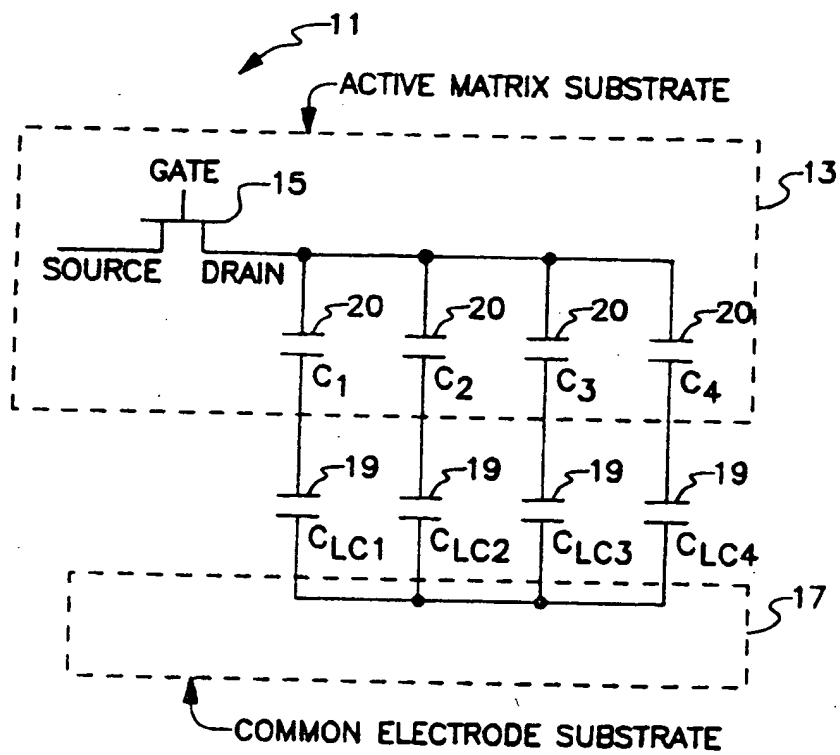 11
ACTIVE MATRIX SUBSTRATE
13
GATE
15
SOURCE DRAIN
20 20 20 20
C1 C2 C3 C4
19 19 19 19
CLC1 CLC2 CLC3 CLC4
17
COMMON ELECTRODE SUBSTRATE